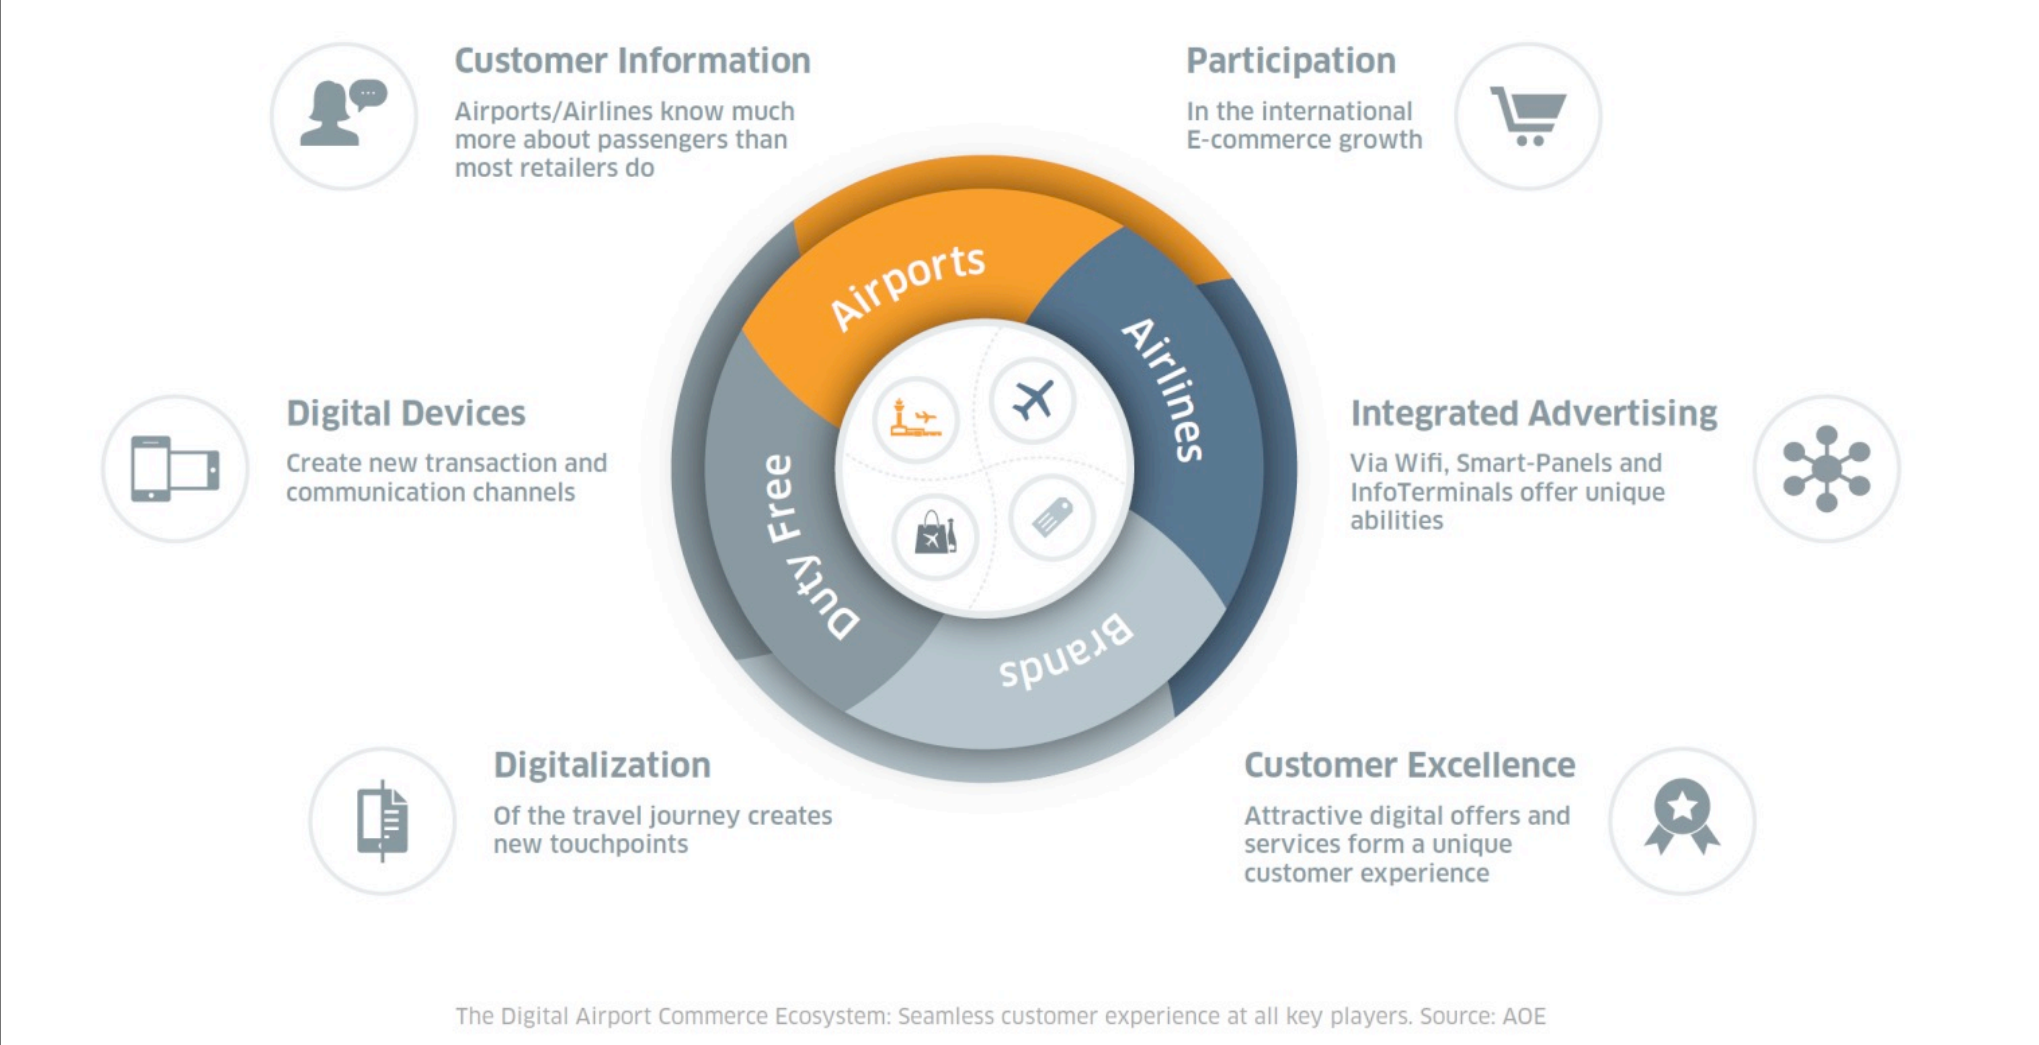 Customer Information
Airports/Airlines know much
more about passengers than
most retailers do
Participation
In the international
E-commerce growth
Airports
Airlines
Duty Free
Brands
Digital Devices
Create new transaction and
communication channels
Integrated Advertising
Via Wifi, Smart-Panels and
InfoTerminals offer unique
abilities
Digitalization
Of the travel journey creates
new touchpoints
Customer Excellence
Attractive digital offers and
services form a unique
customer experience
The Digital Airport Commerce Ecosystem: Seamless customer experience at all key players. Source: AOE